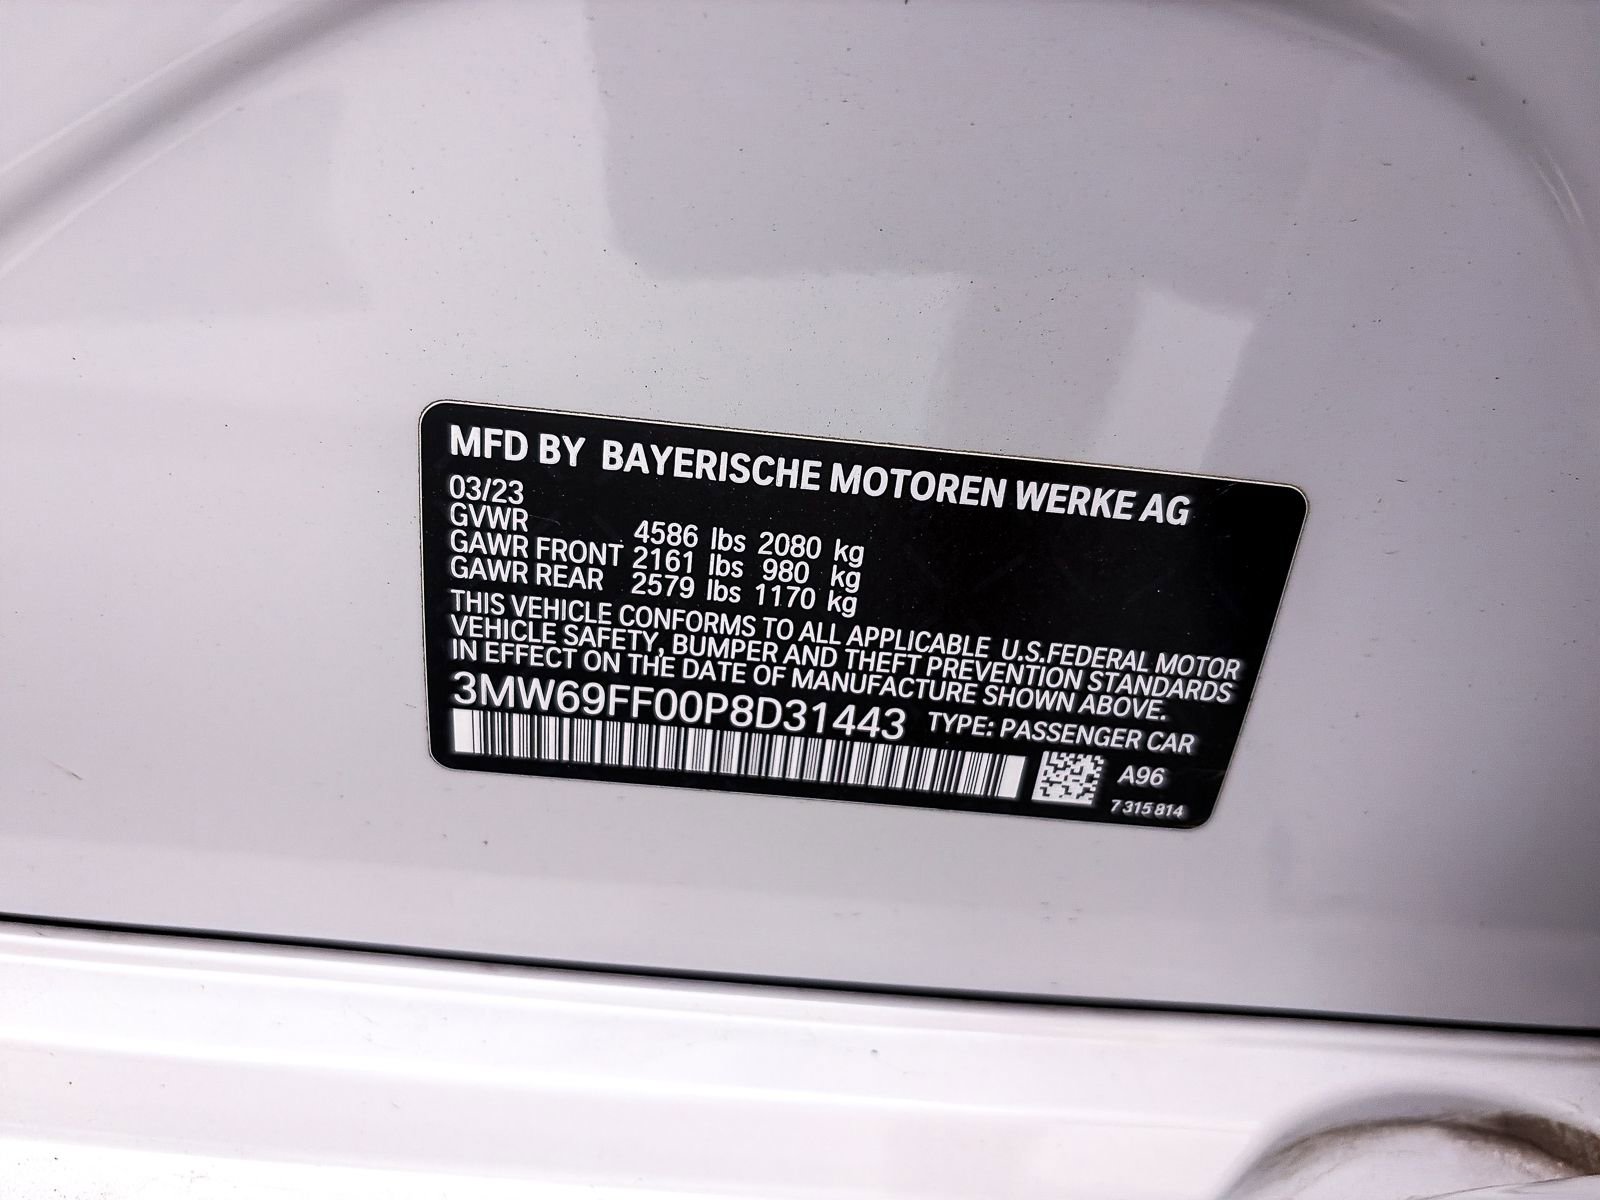 MFD BY BAYERISCHE MOTOREN WERKE AG
03/23
GVWR 4586 lbs 2080 kg
GAWR FRONT 2161 lbs 980 kg
GAWR REAR 2579 lbs 1170 kg
THIS VEHICLE CONFORMS TO ALL APPLICABLE U.S.FEDERAL MOTOR
VEHICLE SAFETY, BUMPER AND THEFT PREVENTION STANDARDS
IN EFFECT ON THE DATE OF MANUFACTURE SHOWN ABOVE.
3MW69FF00P8D31443 TYPE: PASSENGER CAR
A96
7 315 814